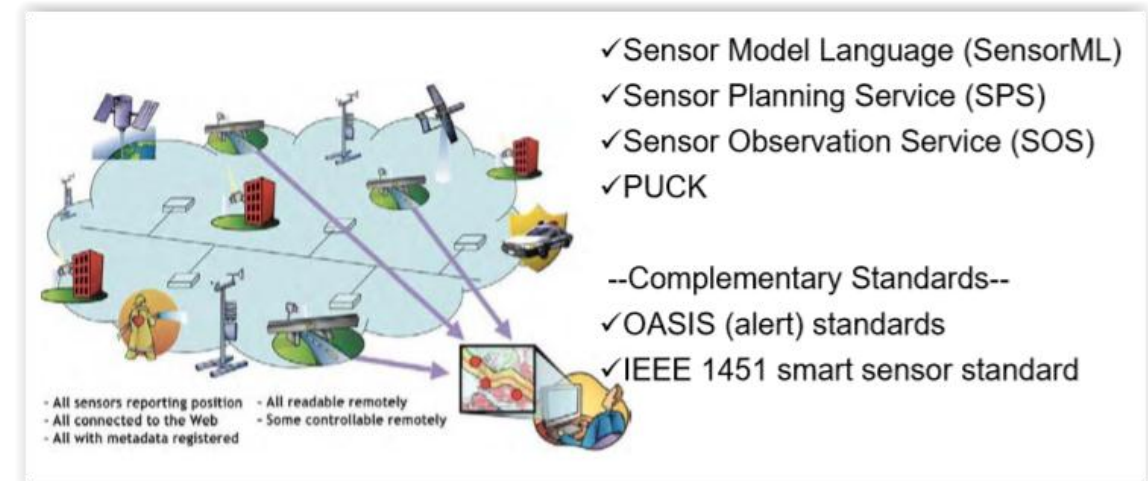 ✓Sensor Model Language (SensorML)
✓Sensor Planning Service (SPS)
✓Sensor Observation Service (SOS)
✓PUCK
--Complementary Standards--
✓OASIS (alert) standards
✓IEEE 1451 smart sensor standard
- All sensors reporting position
- All connected to the Web
- All with metadata registered
- All readable remotely
- Some controllable remotely